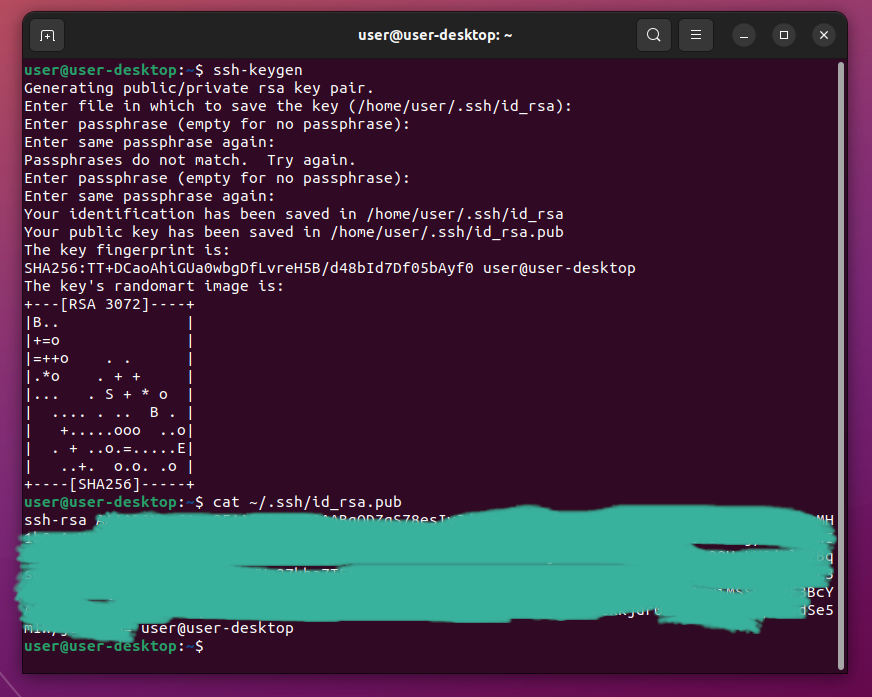 user@user-desktop: ~
user@user-desktop:~$ ssh-keygen
Generating public/private rsa key pair.
Enter file in which to save the key (/home/user/.ssh/id_rsa):
Enter passphrase (empty for no passphrase):
Enter same passphrase again:
Passphrases do not match.  Try again.
Enter passphrase (empty for no passphrase):
Enter same passphrase again:
Your identification has been saved in /home/user/.ssh/id_rsa
Your public key has been saved in /home/user/.ssh/id_rsa.pub
The key fingerprint is:
SHA256:TT+DCaoAhiGUa0wbgDfLvreH5B/d48bId7Df05bAyf0 user@user-desktop
The key's randomart image is:
+---[RSA 3072]----+
|B..              |
|+=o              |
|=++o    . .      |
|.*o    . + +     |
|...   . S + * o  |
|  .... . ..  B . |
|   +.....ooo  ..o|
|  . + ..o.=.....E|
|   ..+.  o.o. .o |
+----[SHA256]-----+
user@user-desktop:~$ cat ~/.ssh/id_rsa.pub
ssh-rsa
user@user-desktop
user@user-desktop:~$